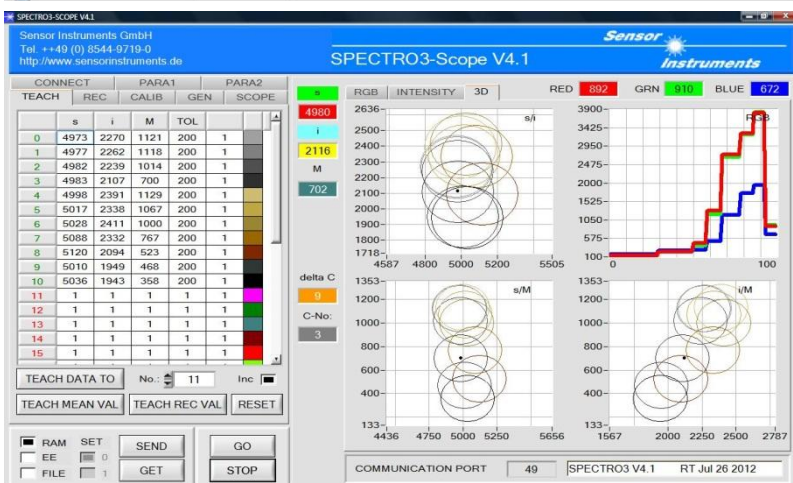 SPECTRO3-SCOPE V4.1
Sensor Instruments GmbH
Tel. ++49 (0) 8544-9719-0
http://www.sensorinstruments.de
SPECTRO3-Scope V4.1
Sensor
Instruments
CONNECT PARA1 PARA2
TEACH REC CALIB GEN SCOPE
s i M TOL
0 4973 2270 1121 200 1
1 4977 2262 1118 200 1
2 4982 2239 1014 200 1
3 4983 2107 700 200 1
4 4998 2391 1129 200 1
5 5017 2338 1067 200 1
6 5028 2411 1000 200 1
7 5088 2332 767 200 1
8 5120 2094 523 200 1
9 5010 1949 468 200 1
10 5036 1943 358 200 1
11 1 1 1 1 1
12 1 1 1 1 1
13 1 1 1 1 1
14 1 1 1 1 1
15 1 1 1 1 1
TEACH DATA TO No.: 11 Inc
TEACH MEAN VAL TEACH REC VAL RESET
RAM SET SEND GO
EE 0
FILE 1 GET STOP
s
4980
i
2116
M
702
delta C
9
C-No:
3
RGB INTENSITY 3D RED 892 GRN 910 BLUE 672
s/i
2636-
2500-
2400-
2300-
2200-
2100-
2000-
1900-
1800-
1718-
4587 4800 5000 5200 5505
RGB
3900-
3425-
2950-
2475-
2000-
1525-
1050-
575-
100-
0 100
s/M
1353-
1200-
1000-
800-
600-
400-
133-
4436 4750 5000 5250 5656
i/M
1353-
1200-
1000-
800-
600-
400-
133-
1567 2000 2250 2500 2787
COMMUNICATION PORT 49 SPECTRO3 V4.1 RT Jul 26 2012